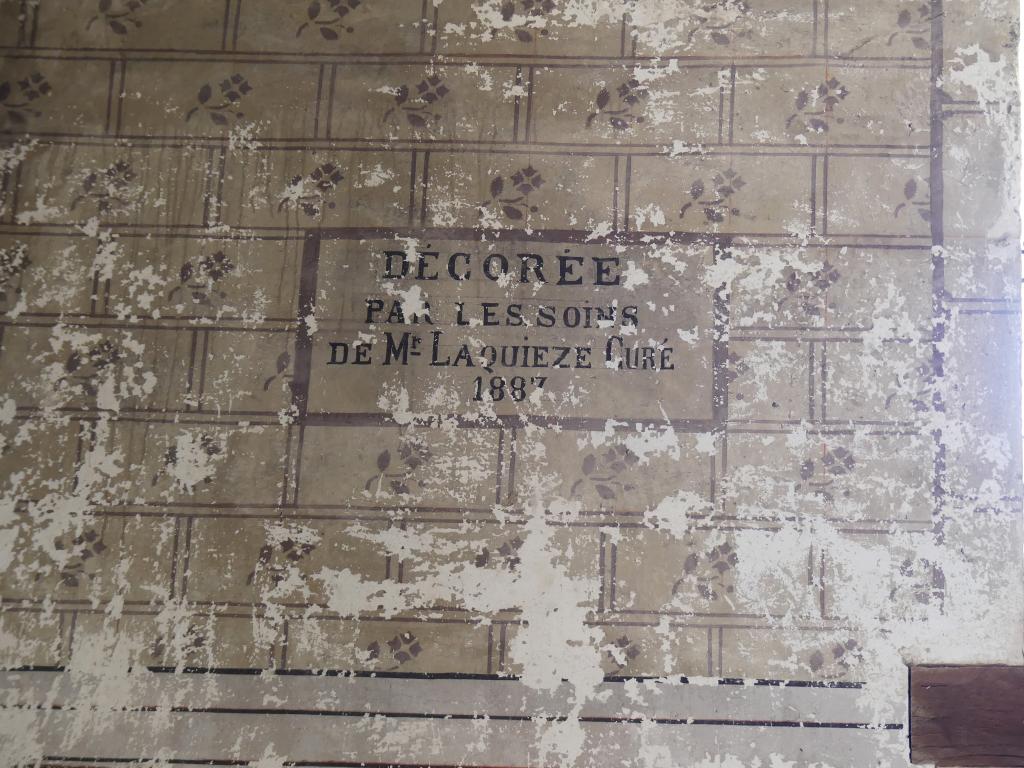 DÉCORÉE
PAR LES SOINS
DE Mr LAQUIEZE CURÉ
1887